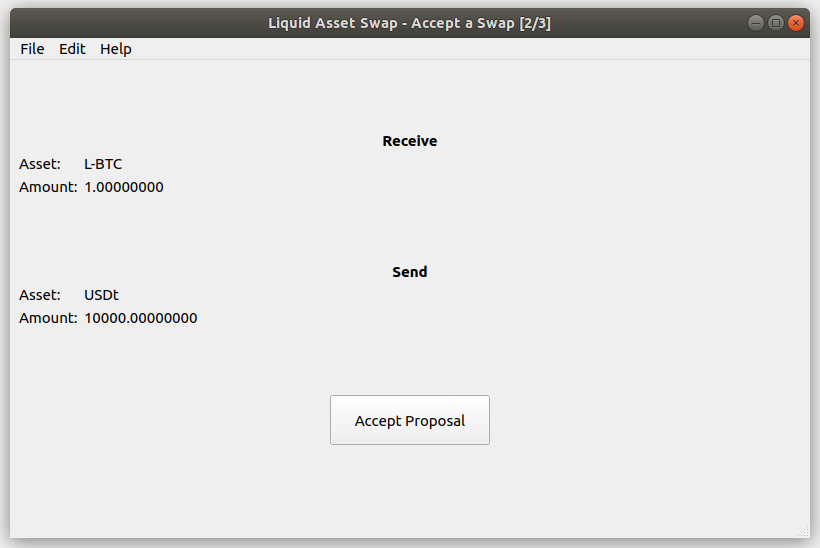 Liquid Asset Swap - Accept a Swap [2/3]
File Edit Help
Receive
Asset: L-BTC
Amount: 1.00000000
Send
Asset: USDt
Amount: 10000.00000000
Accept Proposal